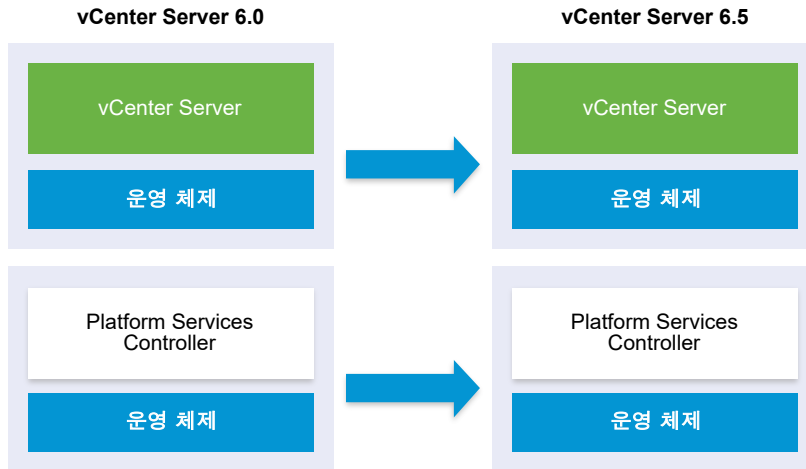 vCenter Server 6.0
vCenter Server 6.5
vCenter Server
vCenter Server
운영 체제
운영 체제
Platform Services
Controller
Platform Services
Controller
운영 체제
운영 체제